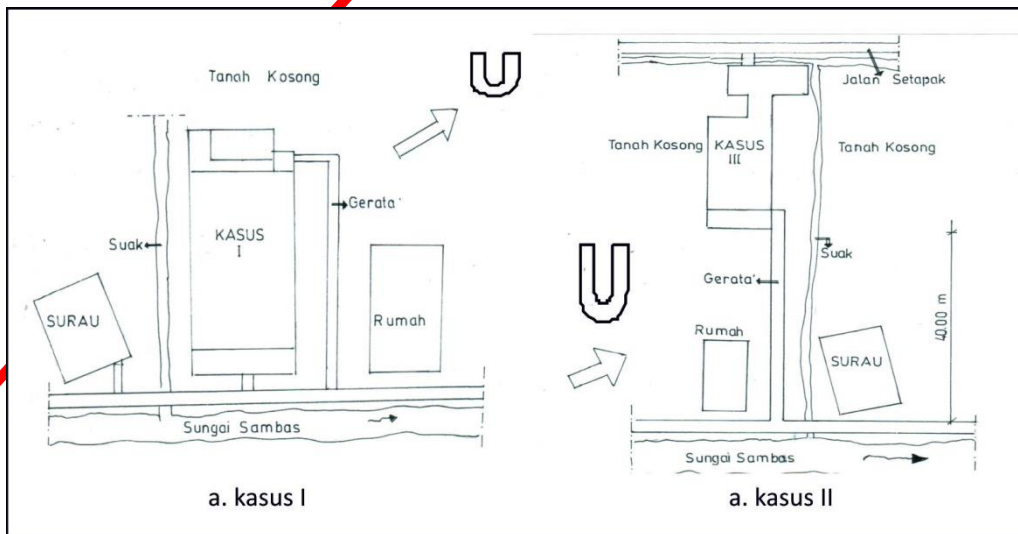 U
Tanah Kosong
Gerata'
Suak
KASUS
I
SURAU
Rumah
Sungai Sambas
a. kasus I
Jalan Setapak
Tanah Kosong
KASUS
III
Tanah Kosong
Suak
U
Gerata'
40.00 m
Rumah
SURAU
Sungai Sambas
a. kasus II